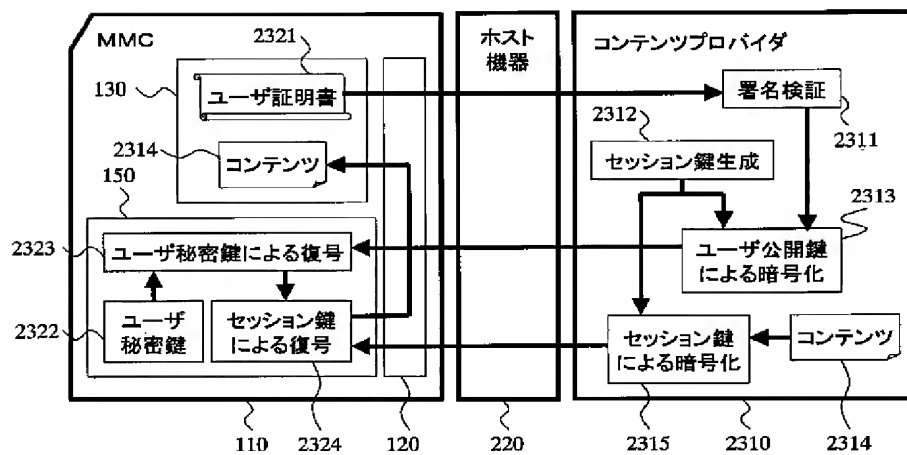 MMC
2321
130
ユーザ証明書
2314
コンテンツ
150
2323
ユーザ秘密鍵による復号
2322
ユーザ
秘密鍵
セッション鍵
による復号
110
2324
120
ホスト
機器
220
コンテンツプロバイダ
署名検証
2312
2311
セッション鍵生成
2313
ユーザ公開鍵
による暗号化
セッション鍵
による暗号化
コンテンツ
2315
2310
2314